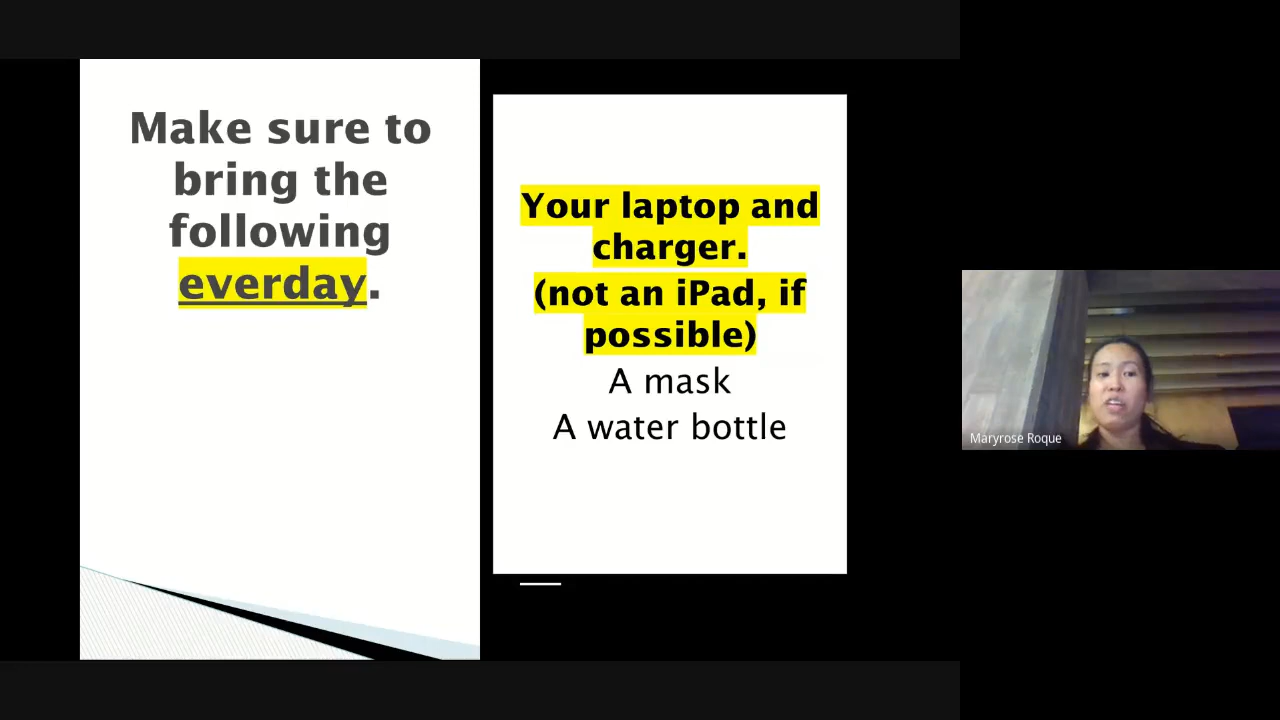 Make sure to
bring the
following
everday.
Your laptop and
charger.
(not an iPad, if
possible)
A mask
A water bottle
Maryrose Roque